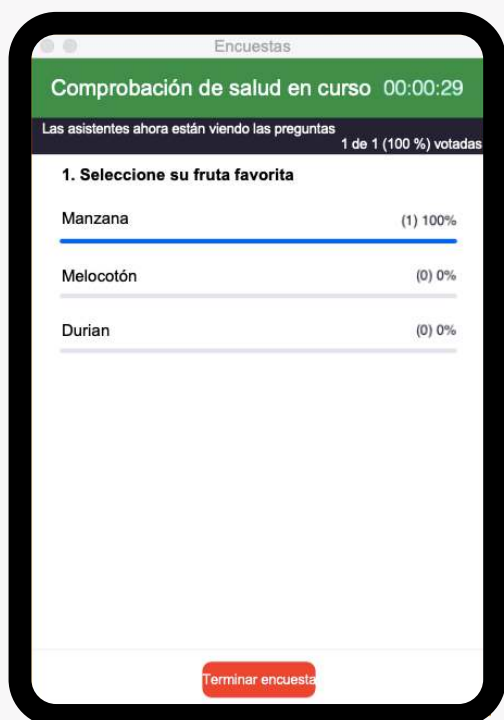 Encuestas
Comprobación de salud en curso 00:00:29
Las asistentes ahora están viendo las preguntas
1 de 1 (100 %) votadas
1. Seleccione su fruta favorita
Manzana (1) 100%
Melocotón (0) 0%
Durian (0) 0%
Terminar encuesta